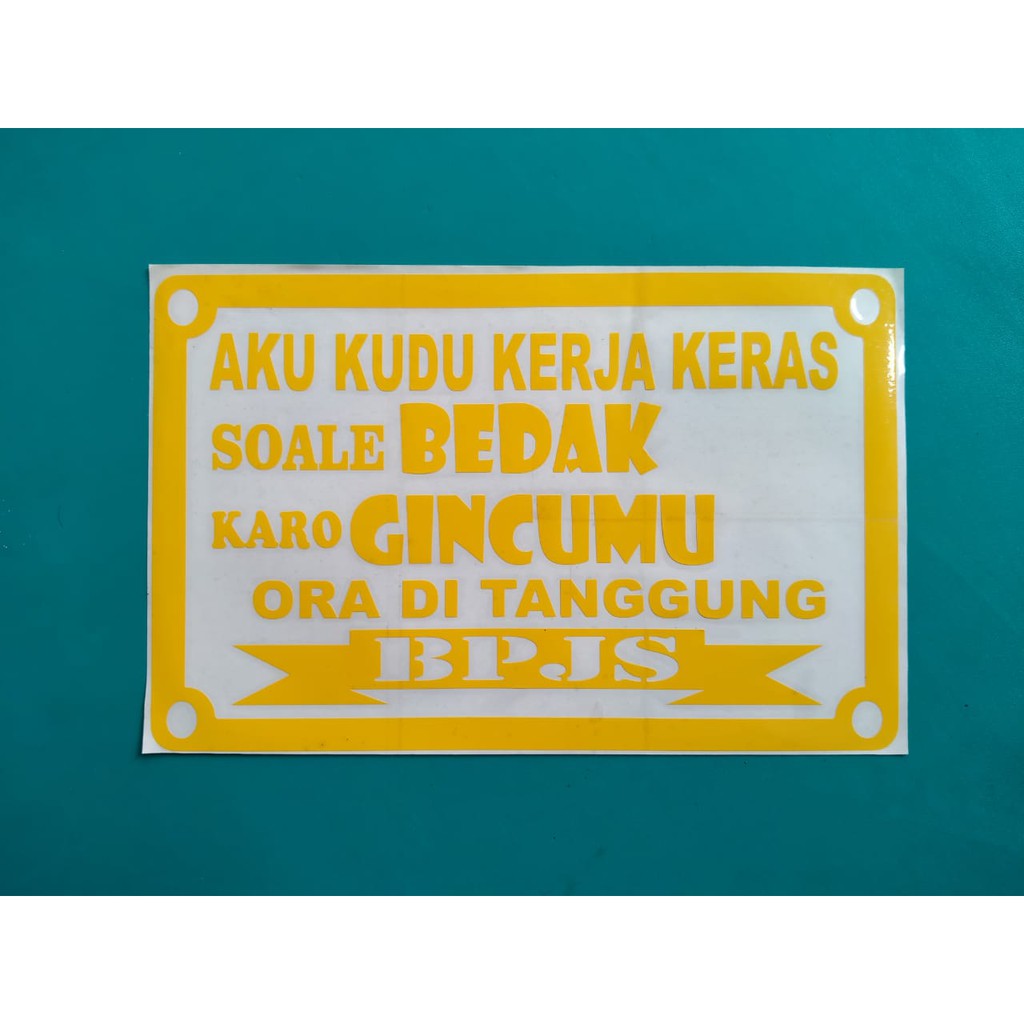 AKU KUDU KERJA KERAS
SOALE BEDAK
KARO GINCUMU
ORA DI TANGGUNG
BPJS